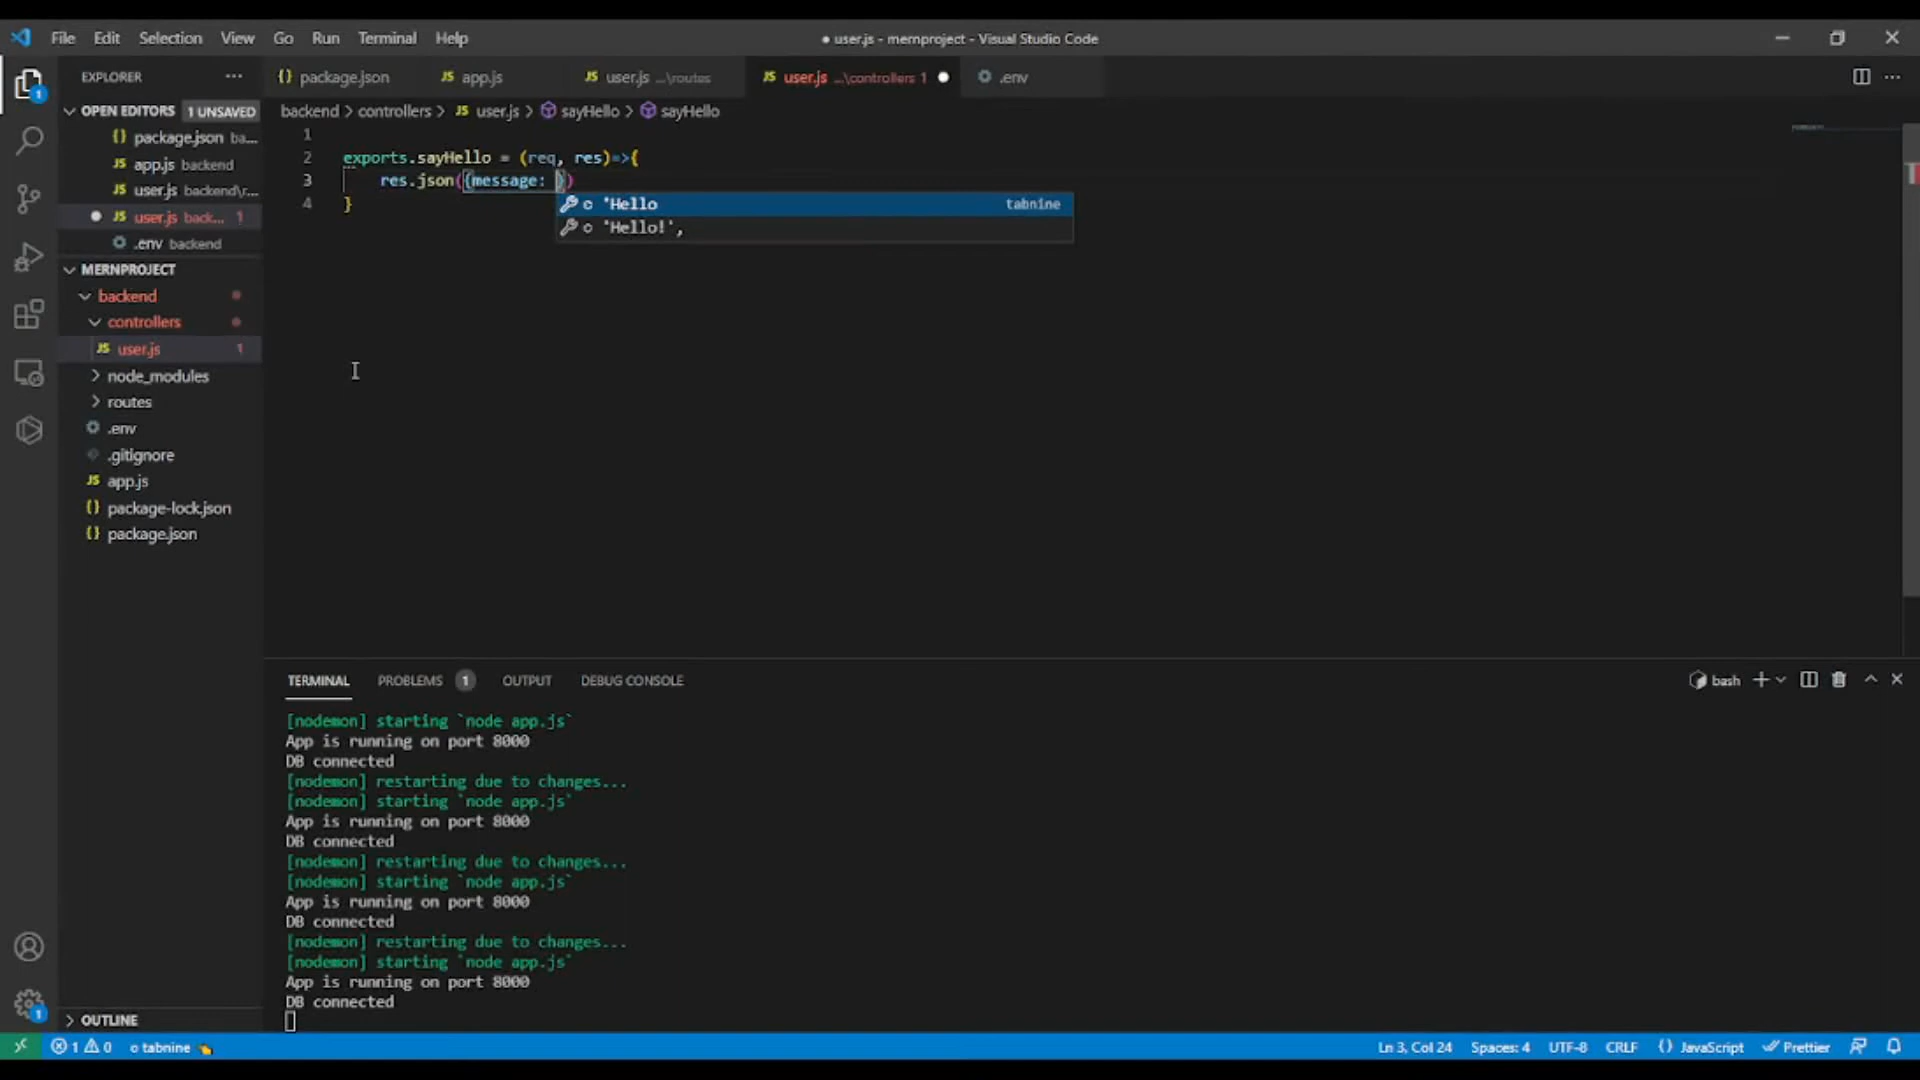 File Edit Selection View Go Run Terminal Help
● user.js - mernproject - Visual Studio Code
EXPLORER ···
{} package.json
JS app.js
JS user.js ...\routes
JS user.js ...\controllers 1 ●
.env
OPEN EDITORS 1 UNSAVED
{} package.json ba...
JS app.js backend
JS user.js backend\r...
● JS user.js back... 1
.env backend
MERNPROJECT
backend
controllers
JS user.js 1
node_modules
routes
.env
.gitignore
JS app.js
{} package-lock.json
{} package.json
OUTLINE
backend > controllers > JS user.js > sayHello > sayHello
1
2 exports.sayHello = (req, res)=>{
3 res.json({message: })
4 }
'Hello tabnine
'Hello!',
TERMINAL PROBLEMS 1 OUTPUT DEBUG CONSOLE
bash
[nodemon] starting `node app.js`
App is running on port 8000
DB connected
[nodemon] restarting due to changes...
[nodemon] starting `node app.js`
App is running on port 8000
DB connected
[nodemon] restarting due to changes...
[nodemon] starting `node app.js`
App is running on port 8000
DB connected
[nodemon] restarting due to changes...
[nodemon] starting `node app.js`
App is running on port 8000
DB connected
1 0 tabnine
Ln 3, Col 24 Spaces: 4 UTF-8 CRLF {} JavaScript Prettier